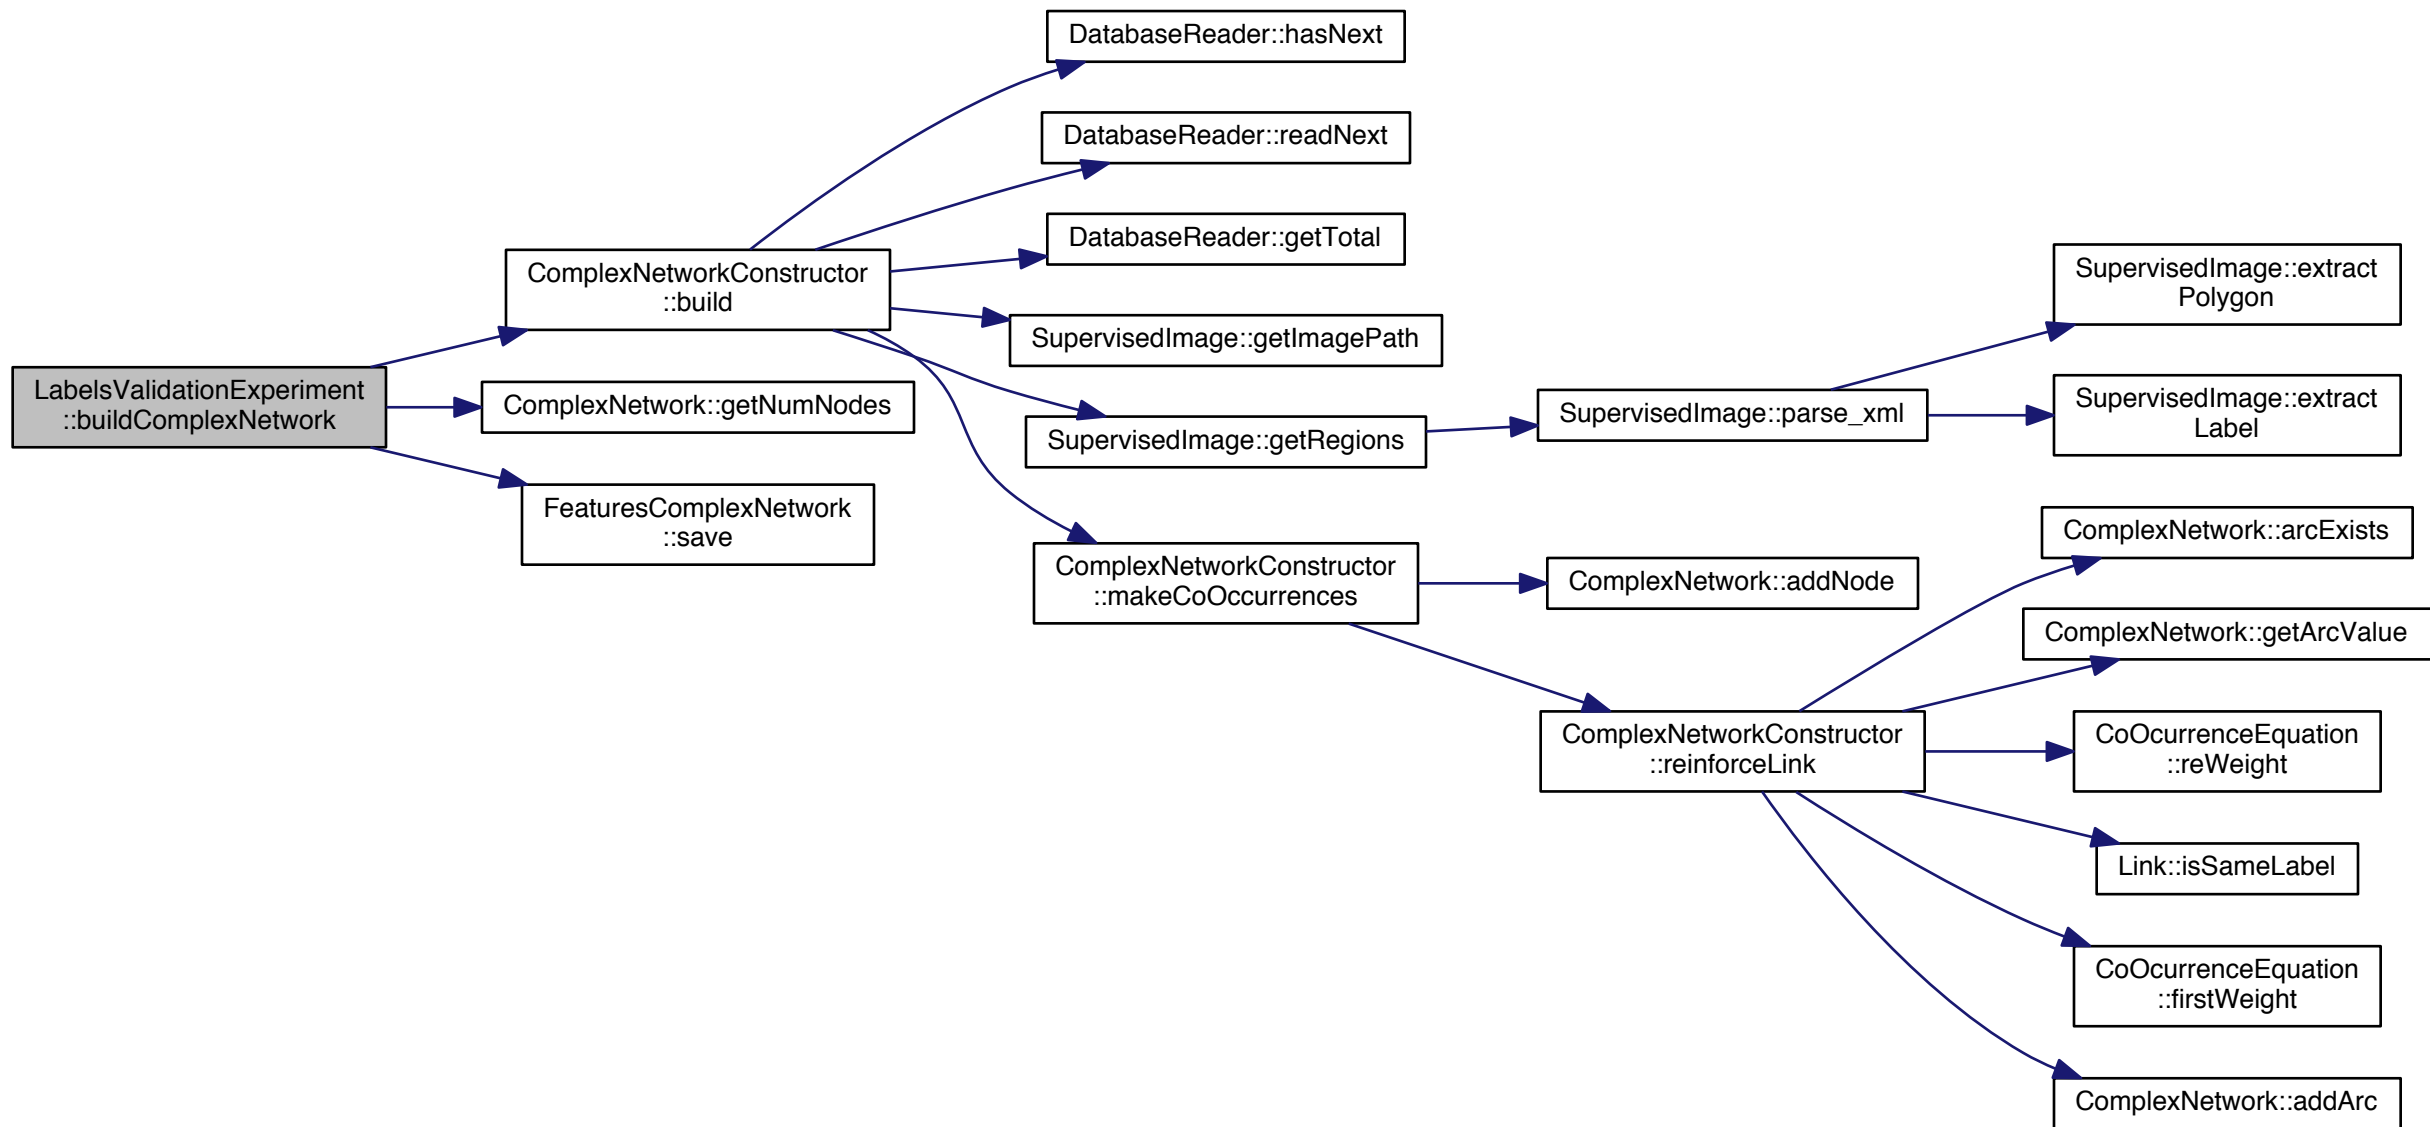 DatabaseReader::hasNext
DatabaseReader::readNext
DatabaseReader::getTotal
ComplexNetworkConstructor
::build
SupervisedImage::getImagePath
SupervisedImage::extract
Polygon
LabelsValidationExperiment
::buildComplexNetwork
ComplexNetwork::getNumNodes
SupervisedImage::getRegions
SupervisedImage::parse_xml
SupervisedImage::extract
Label
FeaturesComplexNetwork
::save
ComplexNetworkConstructor
::makeCoOccurrences
ComplexNetwork::addNode
ComplexNetwork::arcExists
ComplexNetwork::getArcValue
ComplexNetworkConstructor
::reinforceLink
CoOcurrenceEquation
::reWeight
Link::isSameLabel
CoOcurrenceEquation
::firstWeight
ComplexNetwork::addArc